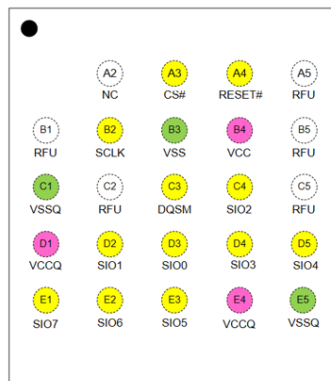 A2 A3 A4 A5
NC CS# RESET# RFU
B1 B2 B3 B4 B5
RFU SCLK VSS VCC RFU
C1 C2 C3 C4 C5
VSSQ RFU DQSM SIO2 RFU
D1 D2 D3 D4 D5
VCCQ SIO1 SIO0 SIO3 SIO4
E1 E2 E3 E4 E5
SIO7 SIO6 SIO5 VCCQ VSSQ